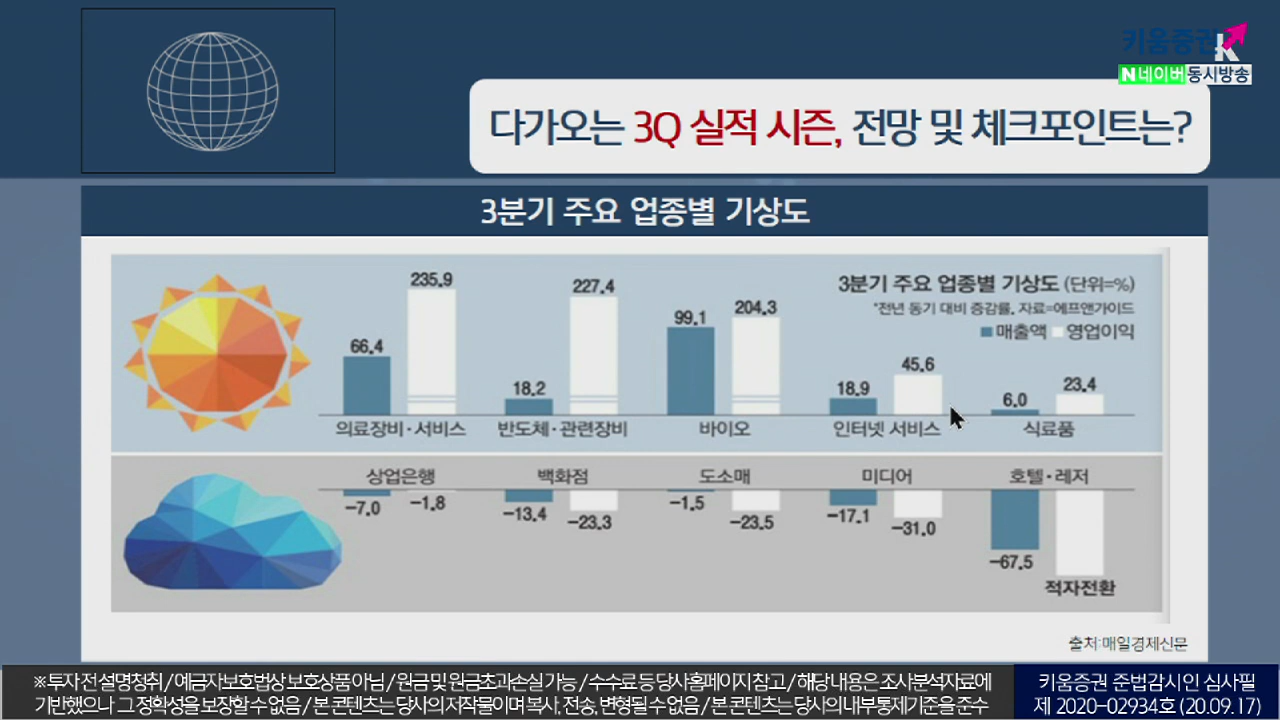 키움증권
N 네이버 동시방송
다가오는 3Q 실적 시즌, 전망 및 체크포인트는?
3분기 주요 업종별 기상도
3분기 주요 업종별 기상도 (단위=%)
*전년 동기 대비 증감률, 자료=에프앤가이드
매출액 영업이익
66.4 235.9 18.2 227.4 99.1 204.3 18.9 45.6 6.0 23.4
의료장비·서비스 반도체·관련장비 바이오 인터넷 서비스 식료품
상업은행 백화점 도소매 미디어 호텔·레저
-7.0 -1.8 -13.4 -23.3 -1.5 -23.5 -17.1 -31.0 -67.5 적자전환
출처:매일경제신문
※ 투자 전 설명청취 / 예금자보호법상 보호상품 아님 / 원금 및 원금초과손실 가능 / 수수료 등 당사홈페이지 참고 / 해당 내용은 조사분석자료에
기반했으나 그 정확성을 보장할 수 없음 / 본 콘텐츠는 당사의 저작물이며 복사, 전송, 변형될 수 없음 / 본 콘텐츠는 당사의 내부통제기준을 준수
키움증권 준법감시인 심사필
제 2020-02934호 (20.09.17)